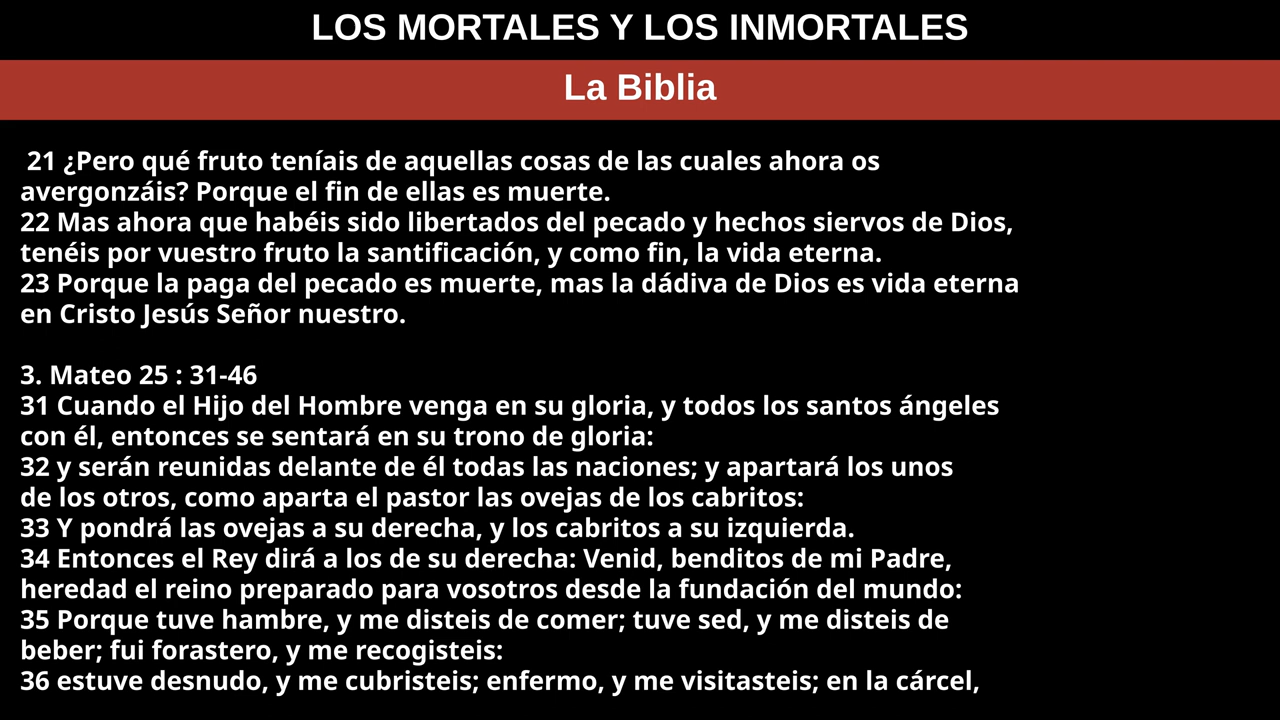 LOS MORTALES Y LOS INMORTALES
La Biblia
21 ¿Pero qué fruto teníais de aquellas cosas de las cuales ahora os
avergonzáis? Porque el fin de ellas es muerte.
22 Mas ahora que habéis sido libertados del pecado y hechos siervos de Dios,
tenéis por vuestro fruto la santificación, y como fin, la vida eterna.
23 Porque la paga del pecado es muerte, mas la dádiva de Dios es vida eterna
en Cristo Jesús Señor nuestro.
3. Mateo 25 : 31-46
31 Cuando el Hijo del Hombre venga en su gloria, y todos los santos ángeles
con él, entonces se sentará en su trono de gloria:
32 y serán reunidas delante de él todas las naciones; y apartará los unos
de los otros, como aparta el pastor las ovejas de los cabritos:
33 Y pondrá las ovejas a su derecha, y los cabritos a su izquierda.
34 Entonces el Rey dirá a los de su derecha: Venid, benditos de mi Padre,
heredad el reino preparado para vosotros desde la fundación del mundo:
35 Porque tuve hambre, y me disteis de comer; tuve sed, y me disteis de
beber; fui forastero, y me recogisteis:
36 estuve desnudo, y me cubristeis; enfermo, y me visitasteis; en la cárcel,